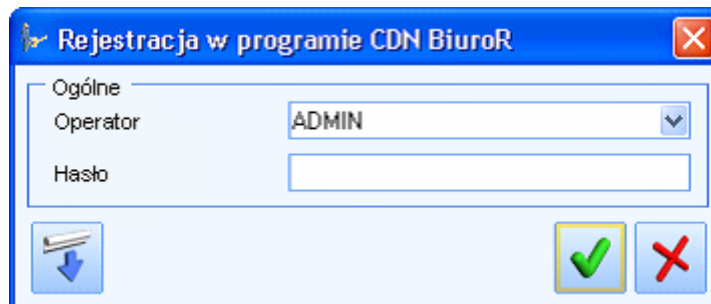 Rejestracja w programie CDN BiuroR
Ogólne
Operator ADMIN
Hasło